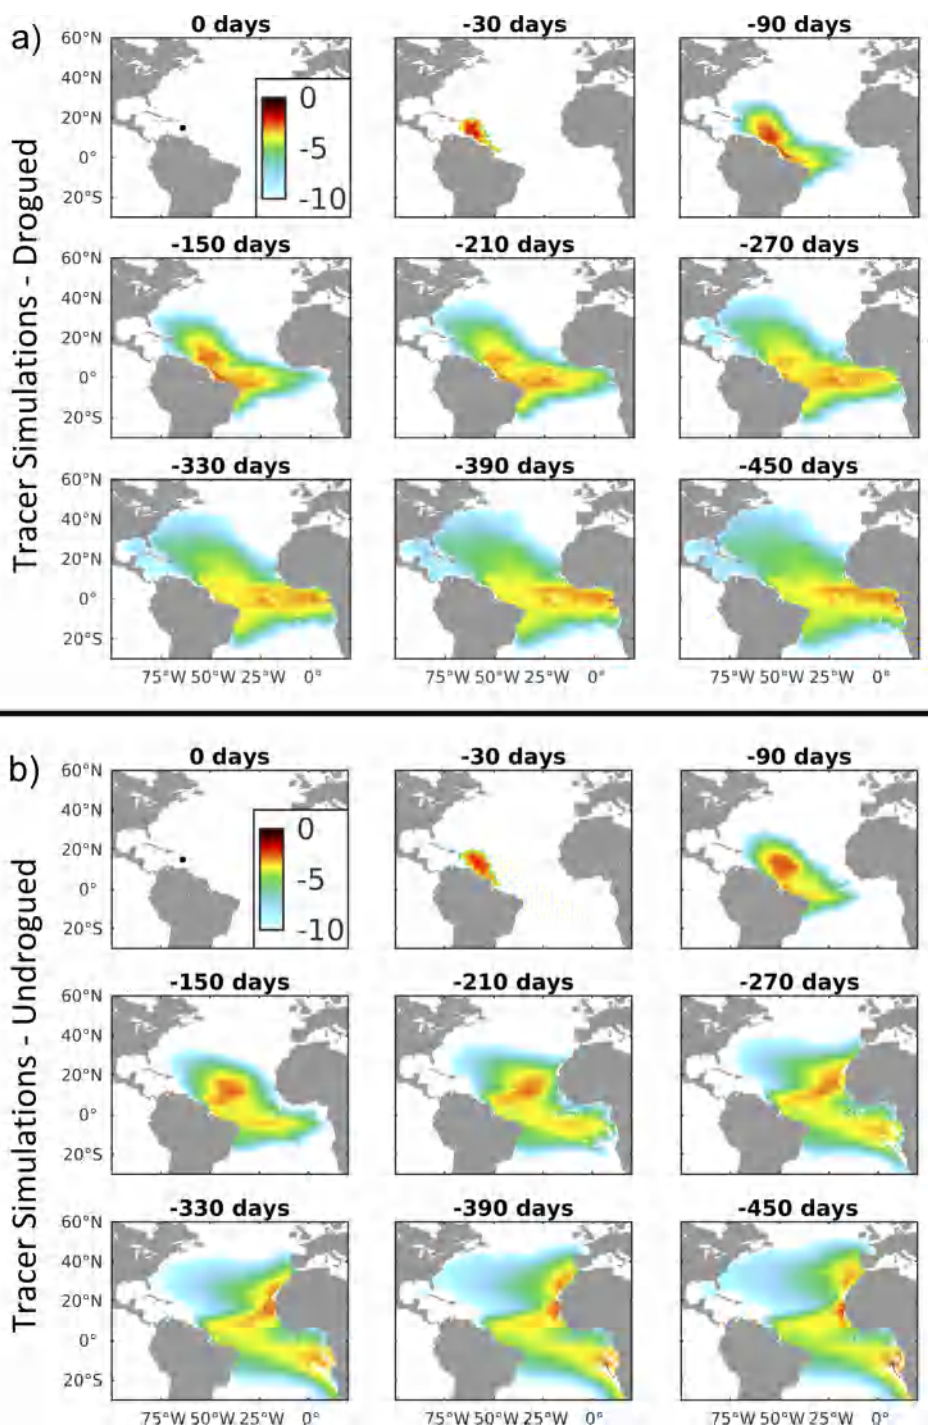 a)
Tracer Simulations - Drogued
0 days
-30 days
-90 days
60°N
40°N
20°N
0°
20°S
0
-5
-10
-150 days
-210 days
-270 days
60°N
40°N
20°N
0°
20°S
-330 days
-390 days
-450 days
60°N
40°N
20°N
0°
20°S
75°W 50°W 25°W 0°
75°W 50°W 25°W 0°
75°W 50°W 25°W 0°
b)
Tracer Simulations - Undrogued
0 days
-30 days
-90 days
60°N
40°N
20°N
0°
20°S
0
-5
-10
-150 days
-210 days
-270 days
60°N
40°N
20°N
0°
20°S
-330 days
-390 days
-450 days
60°N
40°N
20°N
0°
20°S
75°W 50°W 25°W 0°
75°W 50°W 25°W 0°
75°W 50°W 25°W 0°